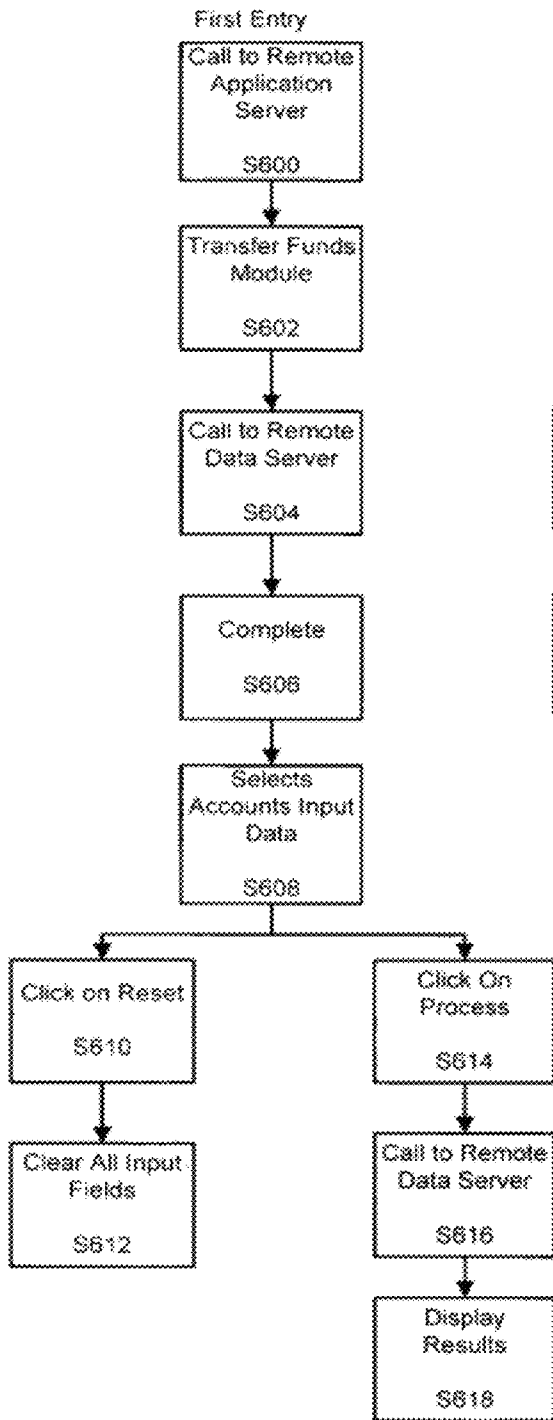 First Entry
Call to Remote
Application
Server
S600
Transfer Funds
Module
S602
Call to Remote
Data Server
S604
Complete
S608
Selects
Accounts Input
Data
S608
Click on Reset
S610
Clear All Input
Fields
S612
Click On
Process
S614
Call to Remote
Data Server
S616
Display
Results
S618